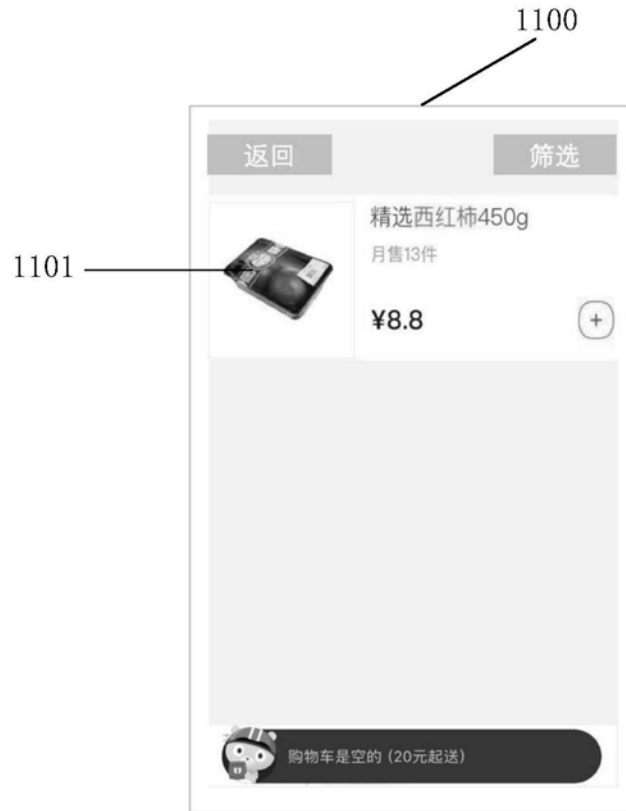 1100
返回
筛选
精选西红柿450g
月售13件
1101
¥8.8
+
购物车是空的 (20元起送)